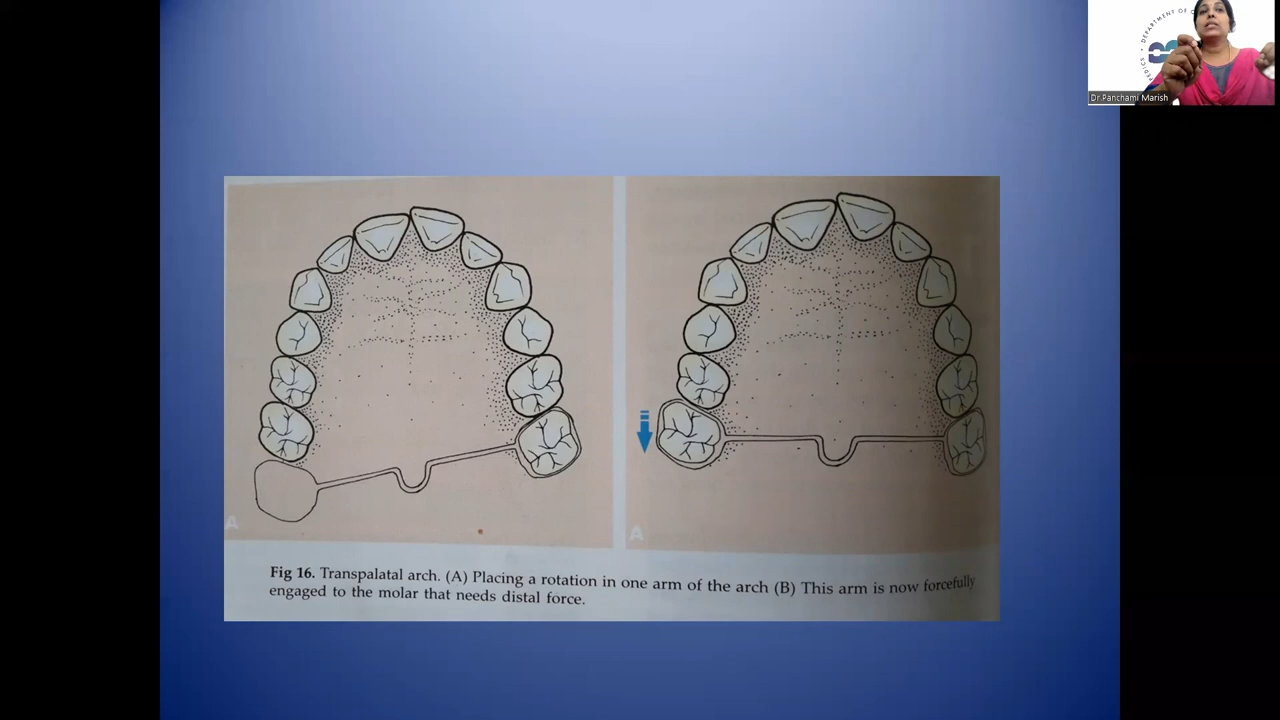 DEPARTMENT OF
Dr.Panchami Marish
A
A
Fig 16. Transpalatal arch. (A) Placing a rotation in one arm of the arch (B) This arm is now forcefully
engaged to the molar that needs distal force.